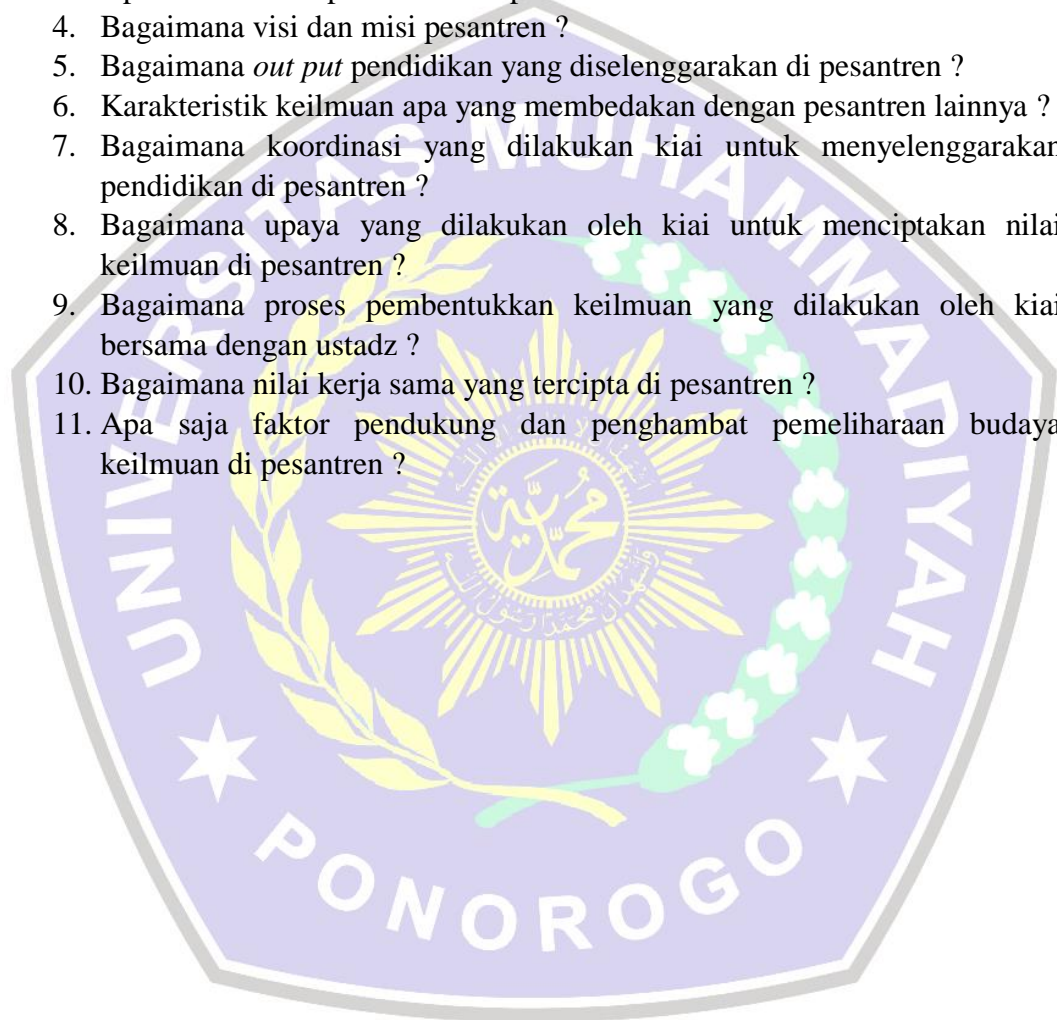 4. Bagaimana visi dan misi pesantren ?
5. Bagaimana out put pendidikan yang diselenggarakan di pesantren ?
6. Karakteristik keilmuan apa yang membedakan dengan pesantren lainnya ?
7. Bagaimana koordinasi yang dilakukan kiai untuk menyelenggarakan
pendidikan di pesantren ?
8. Bagaimana upaya yang dilakukan oleh kiai untuk menciptakan nilai
keilmuan di pesantren ?
9. Bagaimana proses pembentukkan keilmuan yang dilakukan oleh kiai
bersama dengan ustadz ?
10. Bagaimana nilai kerja sama yang tercipta di pesantren ?
11. Apa saja faktor pendukung dan penghambat pemeliharaan budaya
keilmuan di pesantren ?
UNIVERSITAS MUHAMMADIYAH
PONOROGO
محمدية